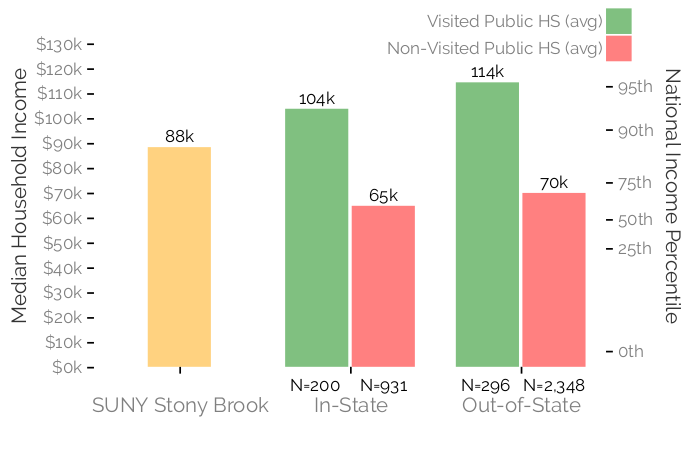 Visited Public HS (avg)
Non-Visited Public HS (avg)
Median Household Income
$130k
$120k
$110k
$100k
$90k
$80k
$70k
$60k
$50k
$40k
$30k
$20k
$10k
$0k
88k
104k
65k
114k
70k
95th
90th
75th
50th
25th
0th
National Income Percentile
N=200 N=931 N=296 N=2,348
SUNY Stony Brook In-State Out-of-State